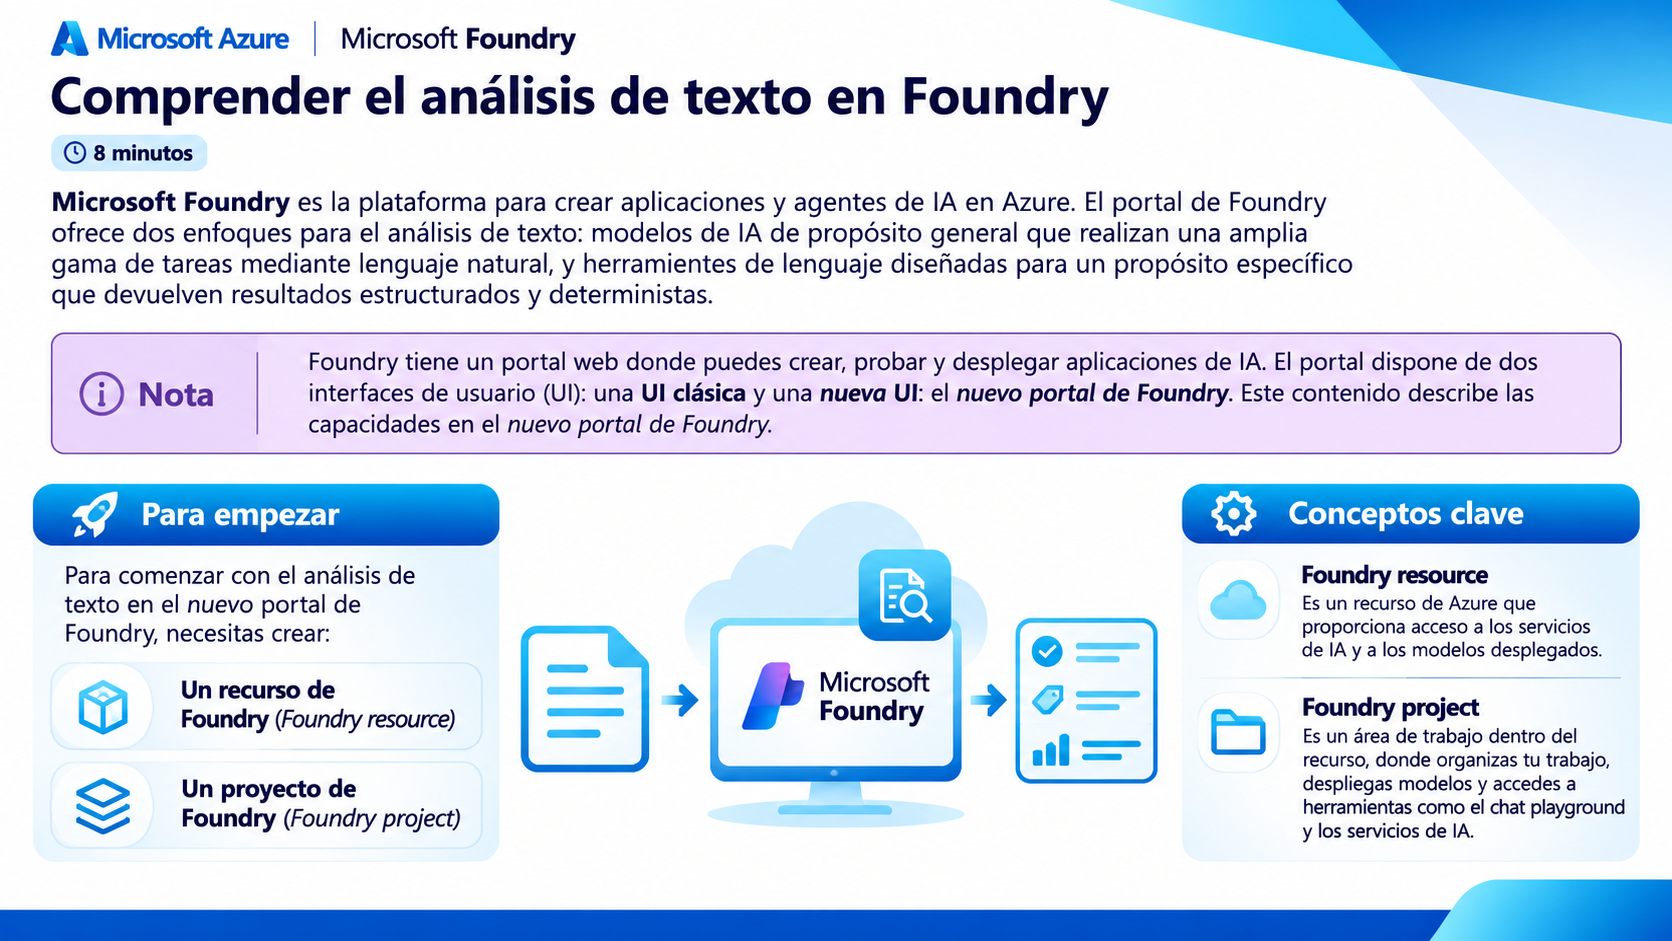 Microsoft Azure | Microsoft Foundry
Comprender el análisis de texto en Foundry
8 minutos
Microsoft Foundry es la plataforma para crear aplicaciones y agentes de IA en Azure. El portal de Foundry
ofrece dos enfoques para el análisis de texto: modelos de IA de propósito general que realizan una amplia
gama de tareas mediante lenguaje natural, y herramientes de lenguaje diseñadas para un propósito específico
que devuelven resultados estructurados y deterministas.
Nota
Foundry tiene un portal web donde puedes crear, probar y desplegar aplicaciones de IA. El portal dispone de dos
interfaces de usuario (UI): una UI clásica y una nueva UI: el nuevo portal de Foundry. Este contenido describe las
capacidades en el nuevo portal de Foundry.
Para empezar
Para comenzar con el análisis de
texto en el nuevo portal de
Foundry, necesitas crear:
Un recurso de
Foundry (Foundry resource)
Un proyecto de
Foundry (Foundry project)
Microsoft
Foundry
Conceptos clave
Foundry resource
Es un recurso de Azure que
proporciona acceso a los servicios
de IA y a los modelos desplegados.
Foundry project
Es un área de trabajo dentro del
recurso, donde organizas tu trabajo,
despliegas modelos y accedes a
herramientas como el chat playground
y los servicios de IA.